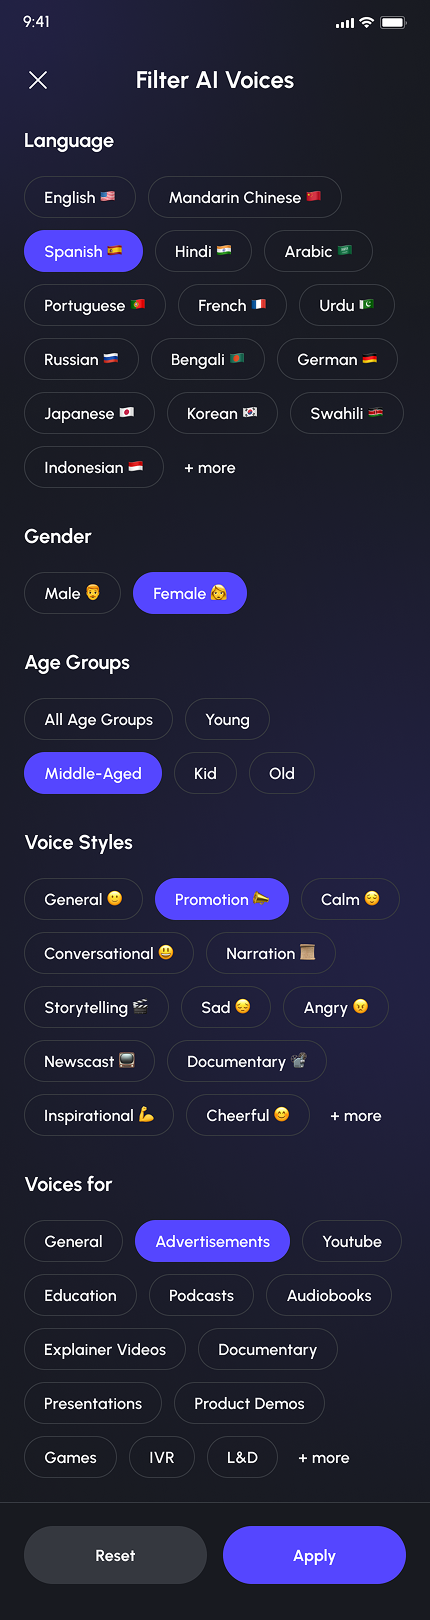 9:41
Filter AI Voices
Language
English 🇺🇸 Mandarin Chinese 🇨🇳
Spanish 🇪🇸 Hindi 🇮🇳 Arabic 🇸🇦
Portuguese 🇵🇹 French 🇫🇷 Urdu 🇵🇰
Russian 🇷🇺 Bengali 🇧🇩 German 🇩🇪
Japanese 🇯🇵 Korean 🇰🇷 Swahili 🇰🇪
Indonesian 🇮🇩 + more
Gender
Male 👨 Female 👩
Age Groups
All Age Groups Young
Middle-Aged Kid Old
Voice Styles
General 🙂 Promotion 📣 Calm 😌
Conversational 😃 Narration 📜
Storytelling 🎬 Sad 😔 Angry 😠
Newscast 📺 Documentary 📽️
Inspirational 💪 Cheerful 😊 + more
Voices for
General Advertisements Youtube
Education Podcasts Audiobooks
Explainer Videos Documentary
Presentations Product Demos
Games IVR L&D + more
Reset Apply